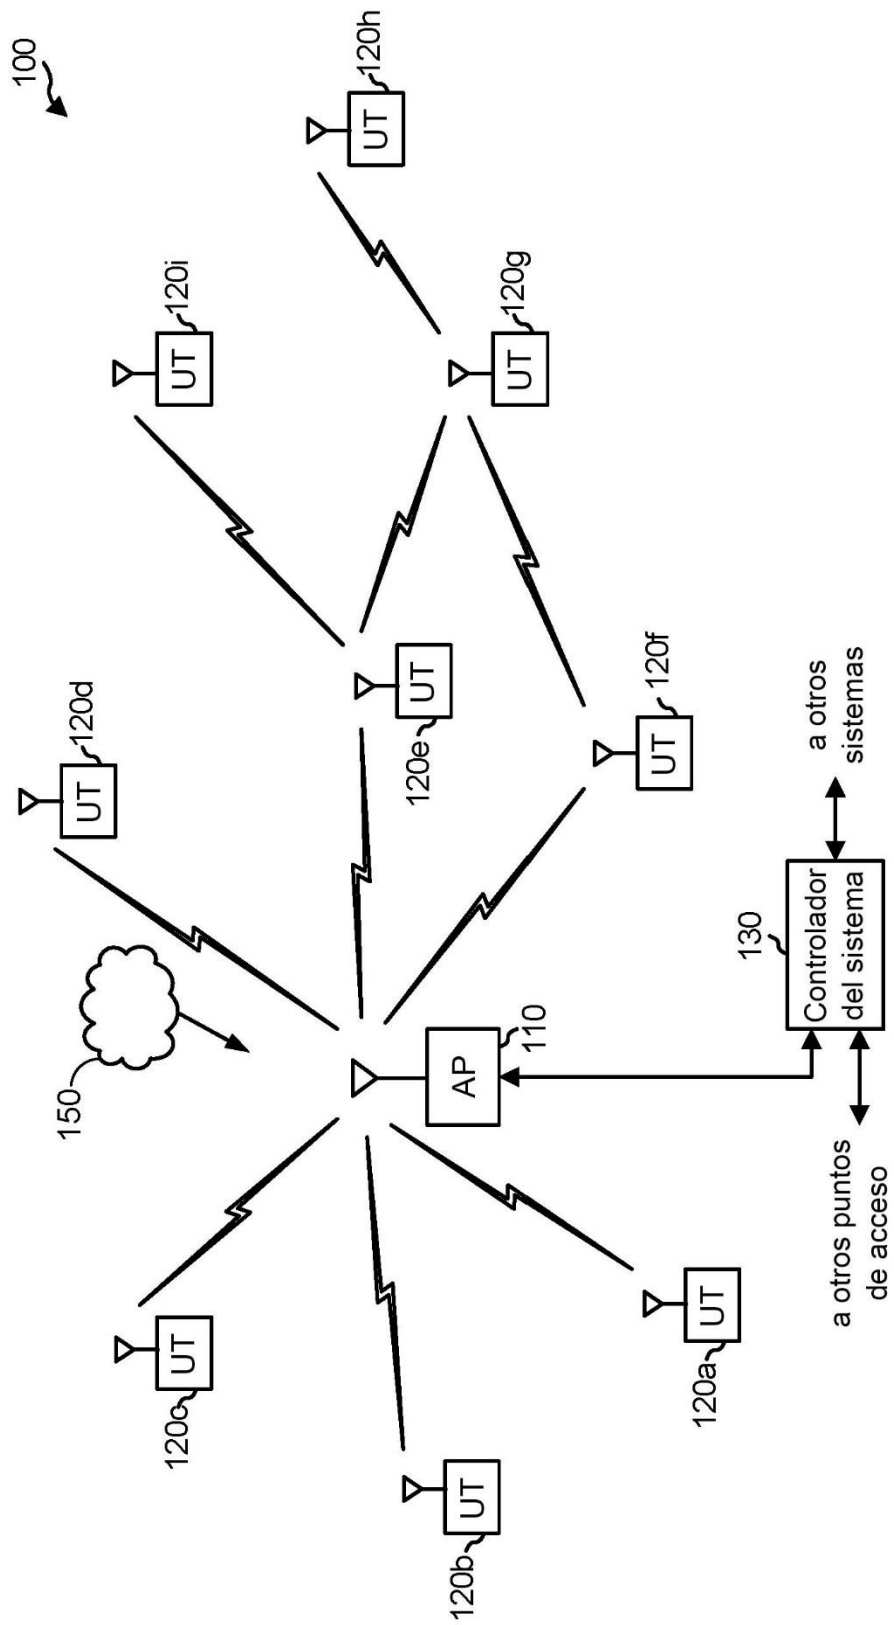 100
120d
UT
120i
UT
120h
UT
150
120c
UT
120e
UT
120g
UT
AP
110
120b
UT
120f
UT
120a
UT
130
Controlador
del sistema
a otros puntos
de acceso
a otros
sistemas